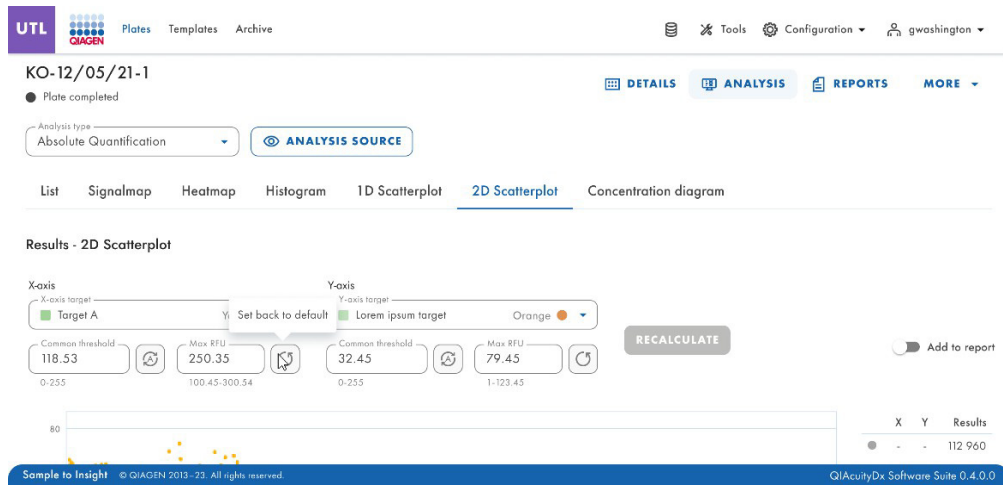 UTL QIAGEN Plates Templates Archive Tools Configuration gwashington
KO-12/05/21-1
Plate completed
DETAILS ANALYSIS REPORTS MORE
Analysis type
Absolute Quantification
ANALYSIS SOURCE
List Signalmap Heatmap Histogram 1D Scatterplot 2D Scatterplot Concentration diagram
Results - 2D Scatterplot
X-axis Y-axis
X-axis target Y-axis target
Target A Set back to default Lorem ipsum target Orange
RECALCULATE
Common threshold Max RFU Common threshold Max RFU
118.53 A 250.35 32.45 A 79.45
Add to report
0-255 100.45-300.54 0-255 1-123.45
X Y Results
80
- - 112 960
Sample to Insight © QIAGEN 2013–23. All rights reserved. QIAcuityDx Software Suite 0.4.0.0